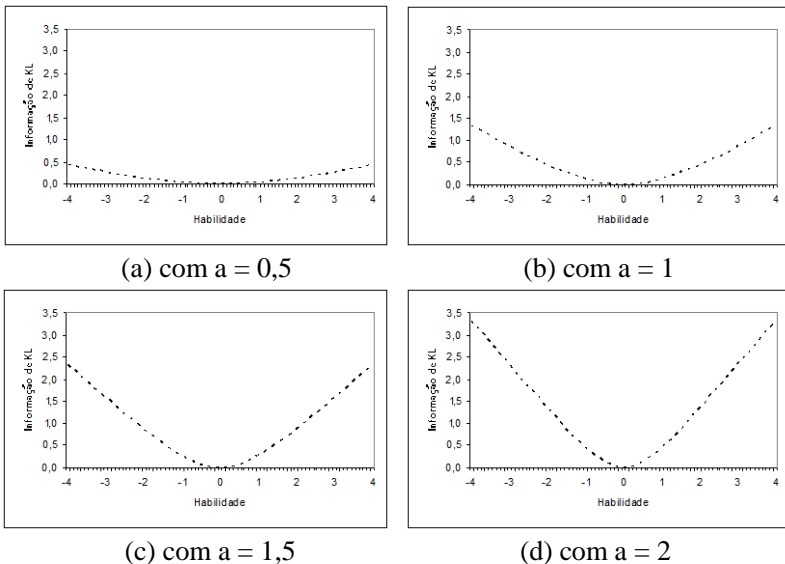 3,5
3,0
2,5
2,0
1,5
1,0
0,5
0,0
Informação de KL
-4 -3 -2 -1 0 1 2 3 4
Habilidade
(a) com a = 0,5
3,5
3,0
2,5
2,0
1,5
1,0
0,5
0,0
Informação de KL
-4 -3 -2 -1 0 1 2 3 4
Habilidade
(b) com a = 1
3,5
3,0
2,5
2,0
1,5
1,0
0,5
0,0
Informação de KL
-4 -3 -2 -1 0 1 2 3 4
Habilidade
(c) com a = 1,5
3,5
3,0
2,5
2,0
1,5
1,0
0,5
0,0
Informação de KL
-4 -3 -2 -1 0 1 2 3 4
Habilidade
(d) com a = 2